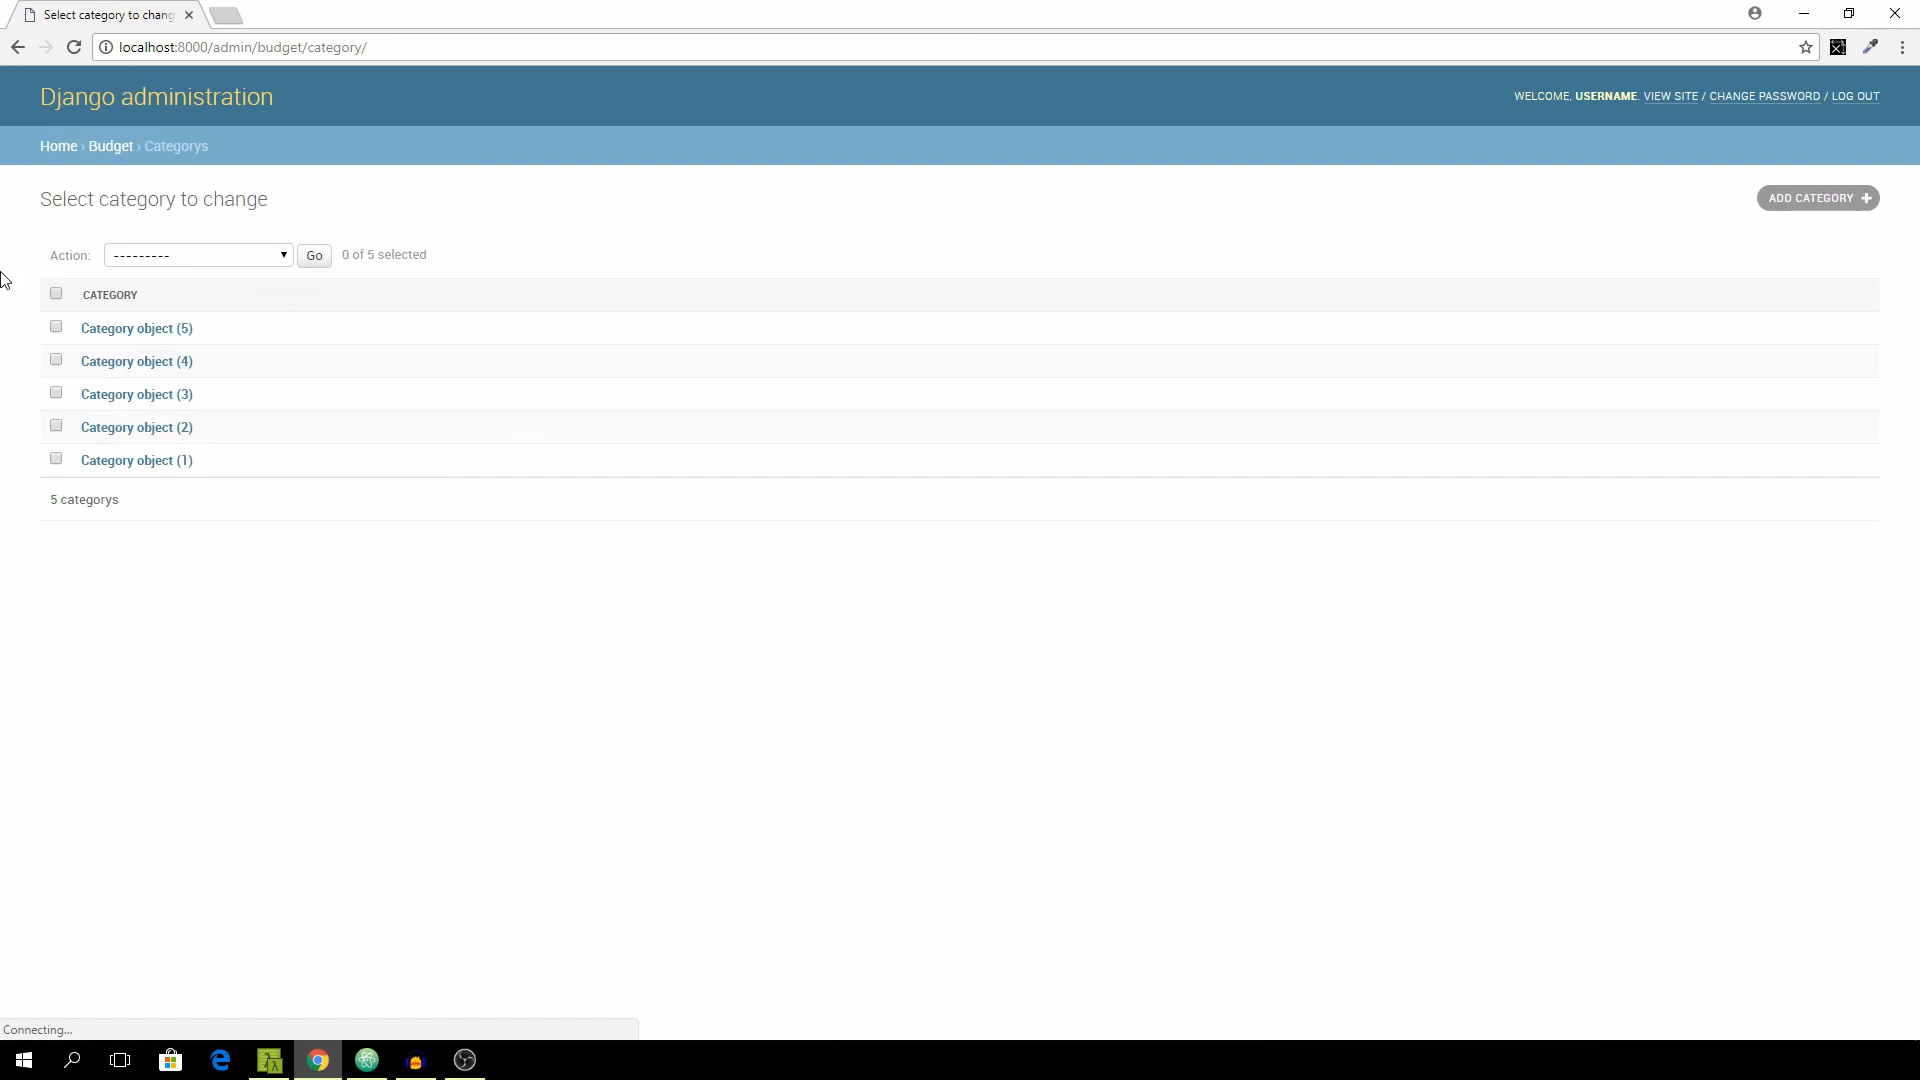 Select category to chang
localhost:8000/admin/budget/category/
Django administration
WELCOME, USERNAME. VIEW SITE / CHANGE PASSWORD / LOG OUT
Home › Budget › Categorys
Select category to change
ADD CATEGORY
Action: --------- Go 0 of 5 selected
CATEGORY
Category object (5)
Category object (4)
Category object (3)
Category object (2)
Category object (1)
5 categorys
Connecting...